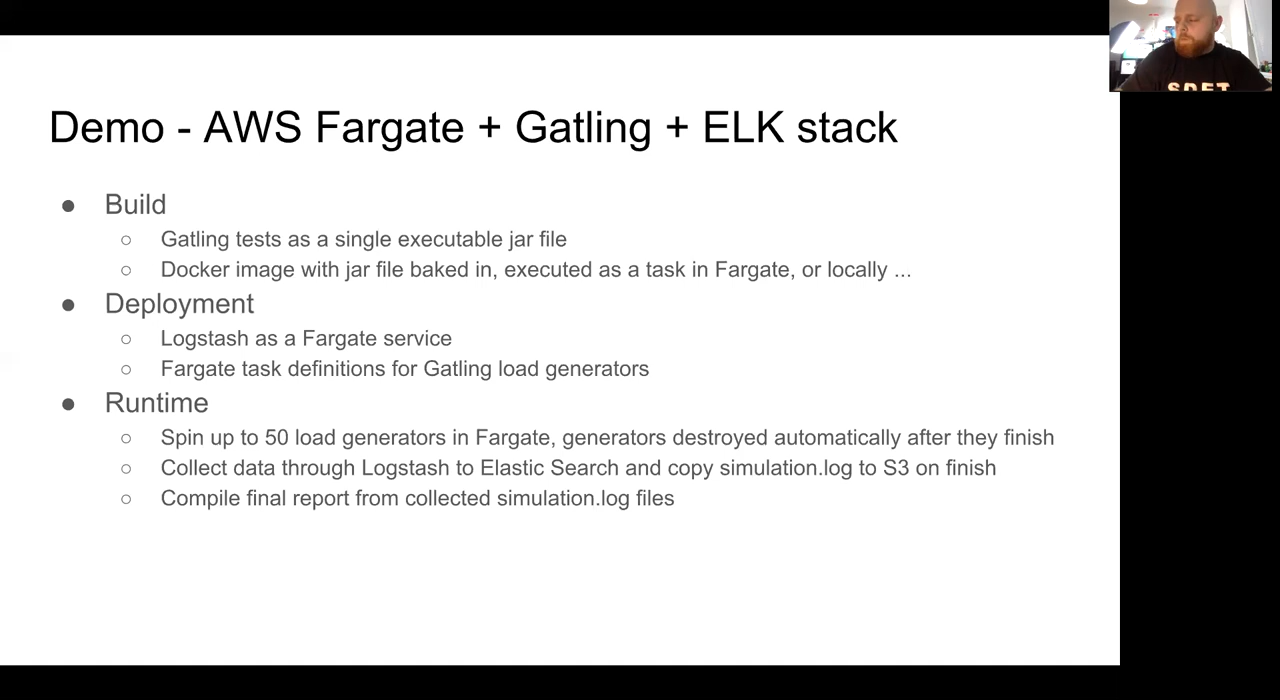 Demo - AWS Fargate + Gatling + ELK stack
● Build
○ Gatling tests as a single executable jar file
○ Docker image with jar file baked in, executed as a task in Fargate, or locally ...
● Deployment
○ Logstash as a Fargate service
○ Fargate task definitions for Gatling load generators
● Runtime
○ Spin up to 50 load generators in Fargate, generators destroyed automatically after they finish
○ Collect data through Logstash to Elastic Search and copy simulation.log to S3 on finish
○ Compile final report from collected simulation.log files
SDET